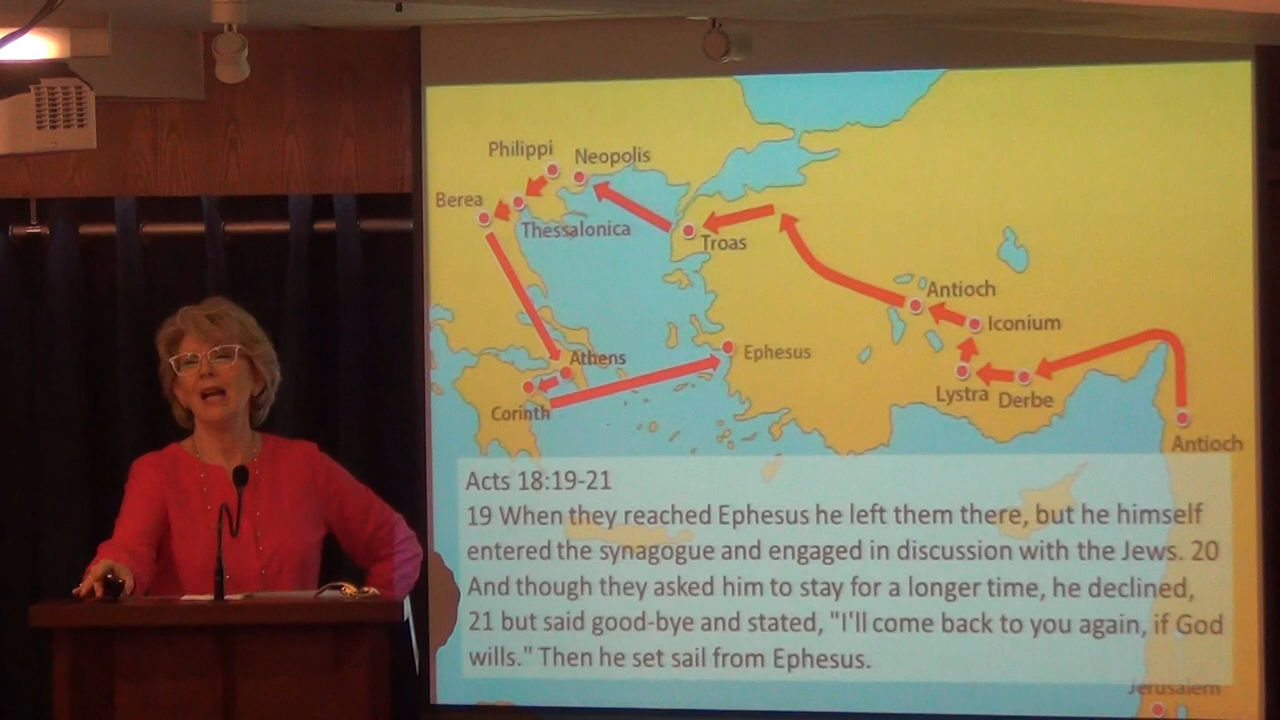 Philippi
Neopolis
Berea
Thessalonica
Troas
Antioch
Iconium
Ephesus
Athens
Lystra
Derbe
Corinth
Antioch
Acts 18:19-21
19 When they reached Ephesus he left them there, but he himself
entered the synagogue and engaged in discussion with the Jews. 20
And though they asked him to stay for a longer time, he declined,
21 but said good-bye and stated, "I'll come back to you again, if God
wills." Then he set sail from Ephesus.
Jerusalem